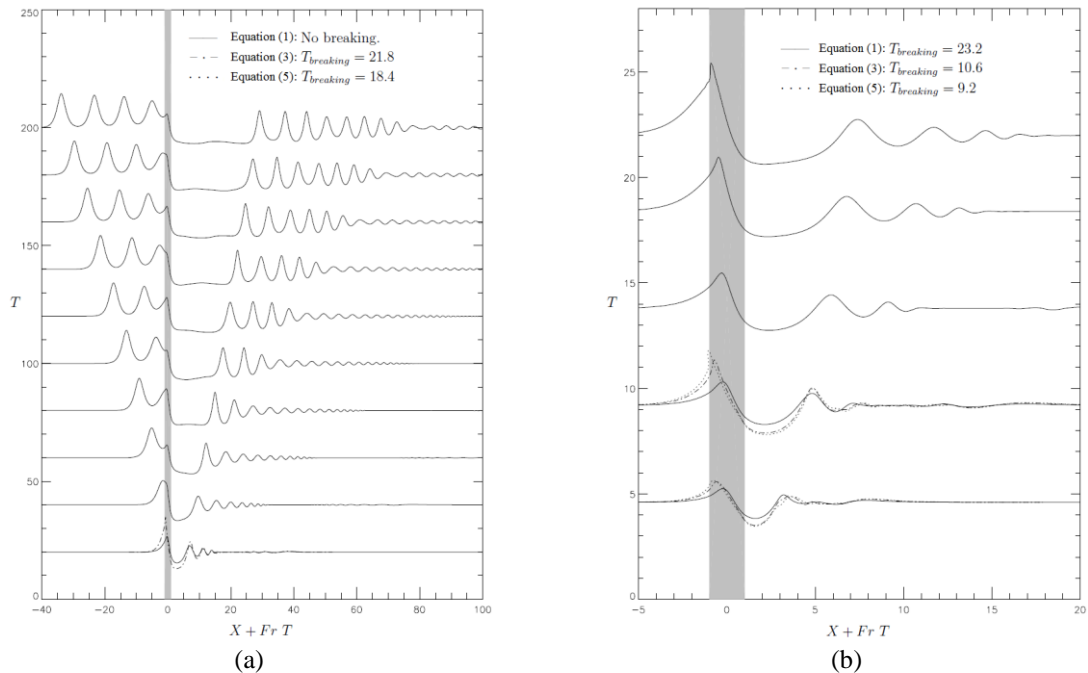 250
200
150
T
100
50
0
-40
-20
0
20
40
60
80
100
X + Fr T
Equation (1): No breaking.
Equation (3): T_breaking = 21.8
Equation (5): T_breaking = 18.4
(a)
25
20
15
T
10
5
0
-5
0
5
10
15
20
X + Fr T
Equation (1): T_breaking = 23.2
Equation (3): T_breaking = 10.6
Equation (5): T_breaking = 9.2
(b)